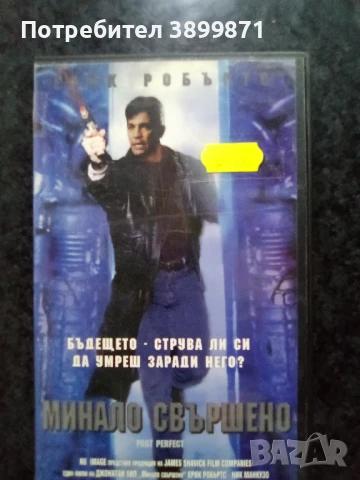 Потребител 3899871
РОБЪРТС
БЪДЕЩЕТО - СТРУВА ЛИ СИ
ДА УМРЕШ ЗАРАДИ НЕГО?
МИНАЛО СВЪРШЕНО
PAST PERFECT
JAMES SHAVICK FILM COMPANIES
ЕРИК РОБЪРТС НИК МАНКУЗО
BAZAR